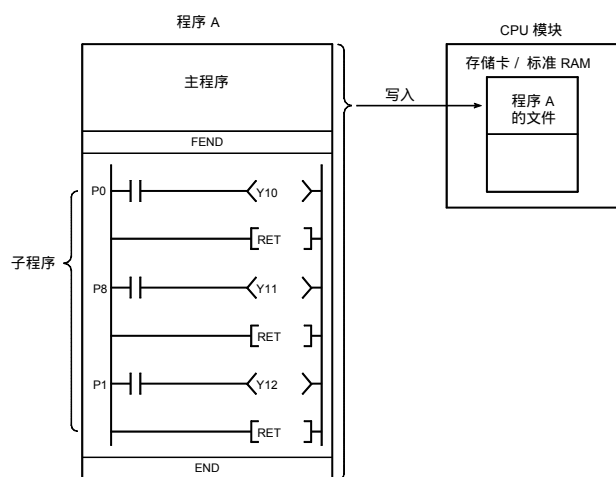 程序 A
主程序
FEND
P0
Y10
RET
子程序
P8
Y11
RET
P1
Y12
RET
END
写入
CPU 模块
存储卡 / 标准 RAM
程序 A
的文件